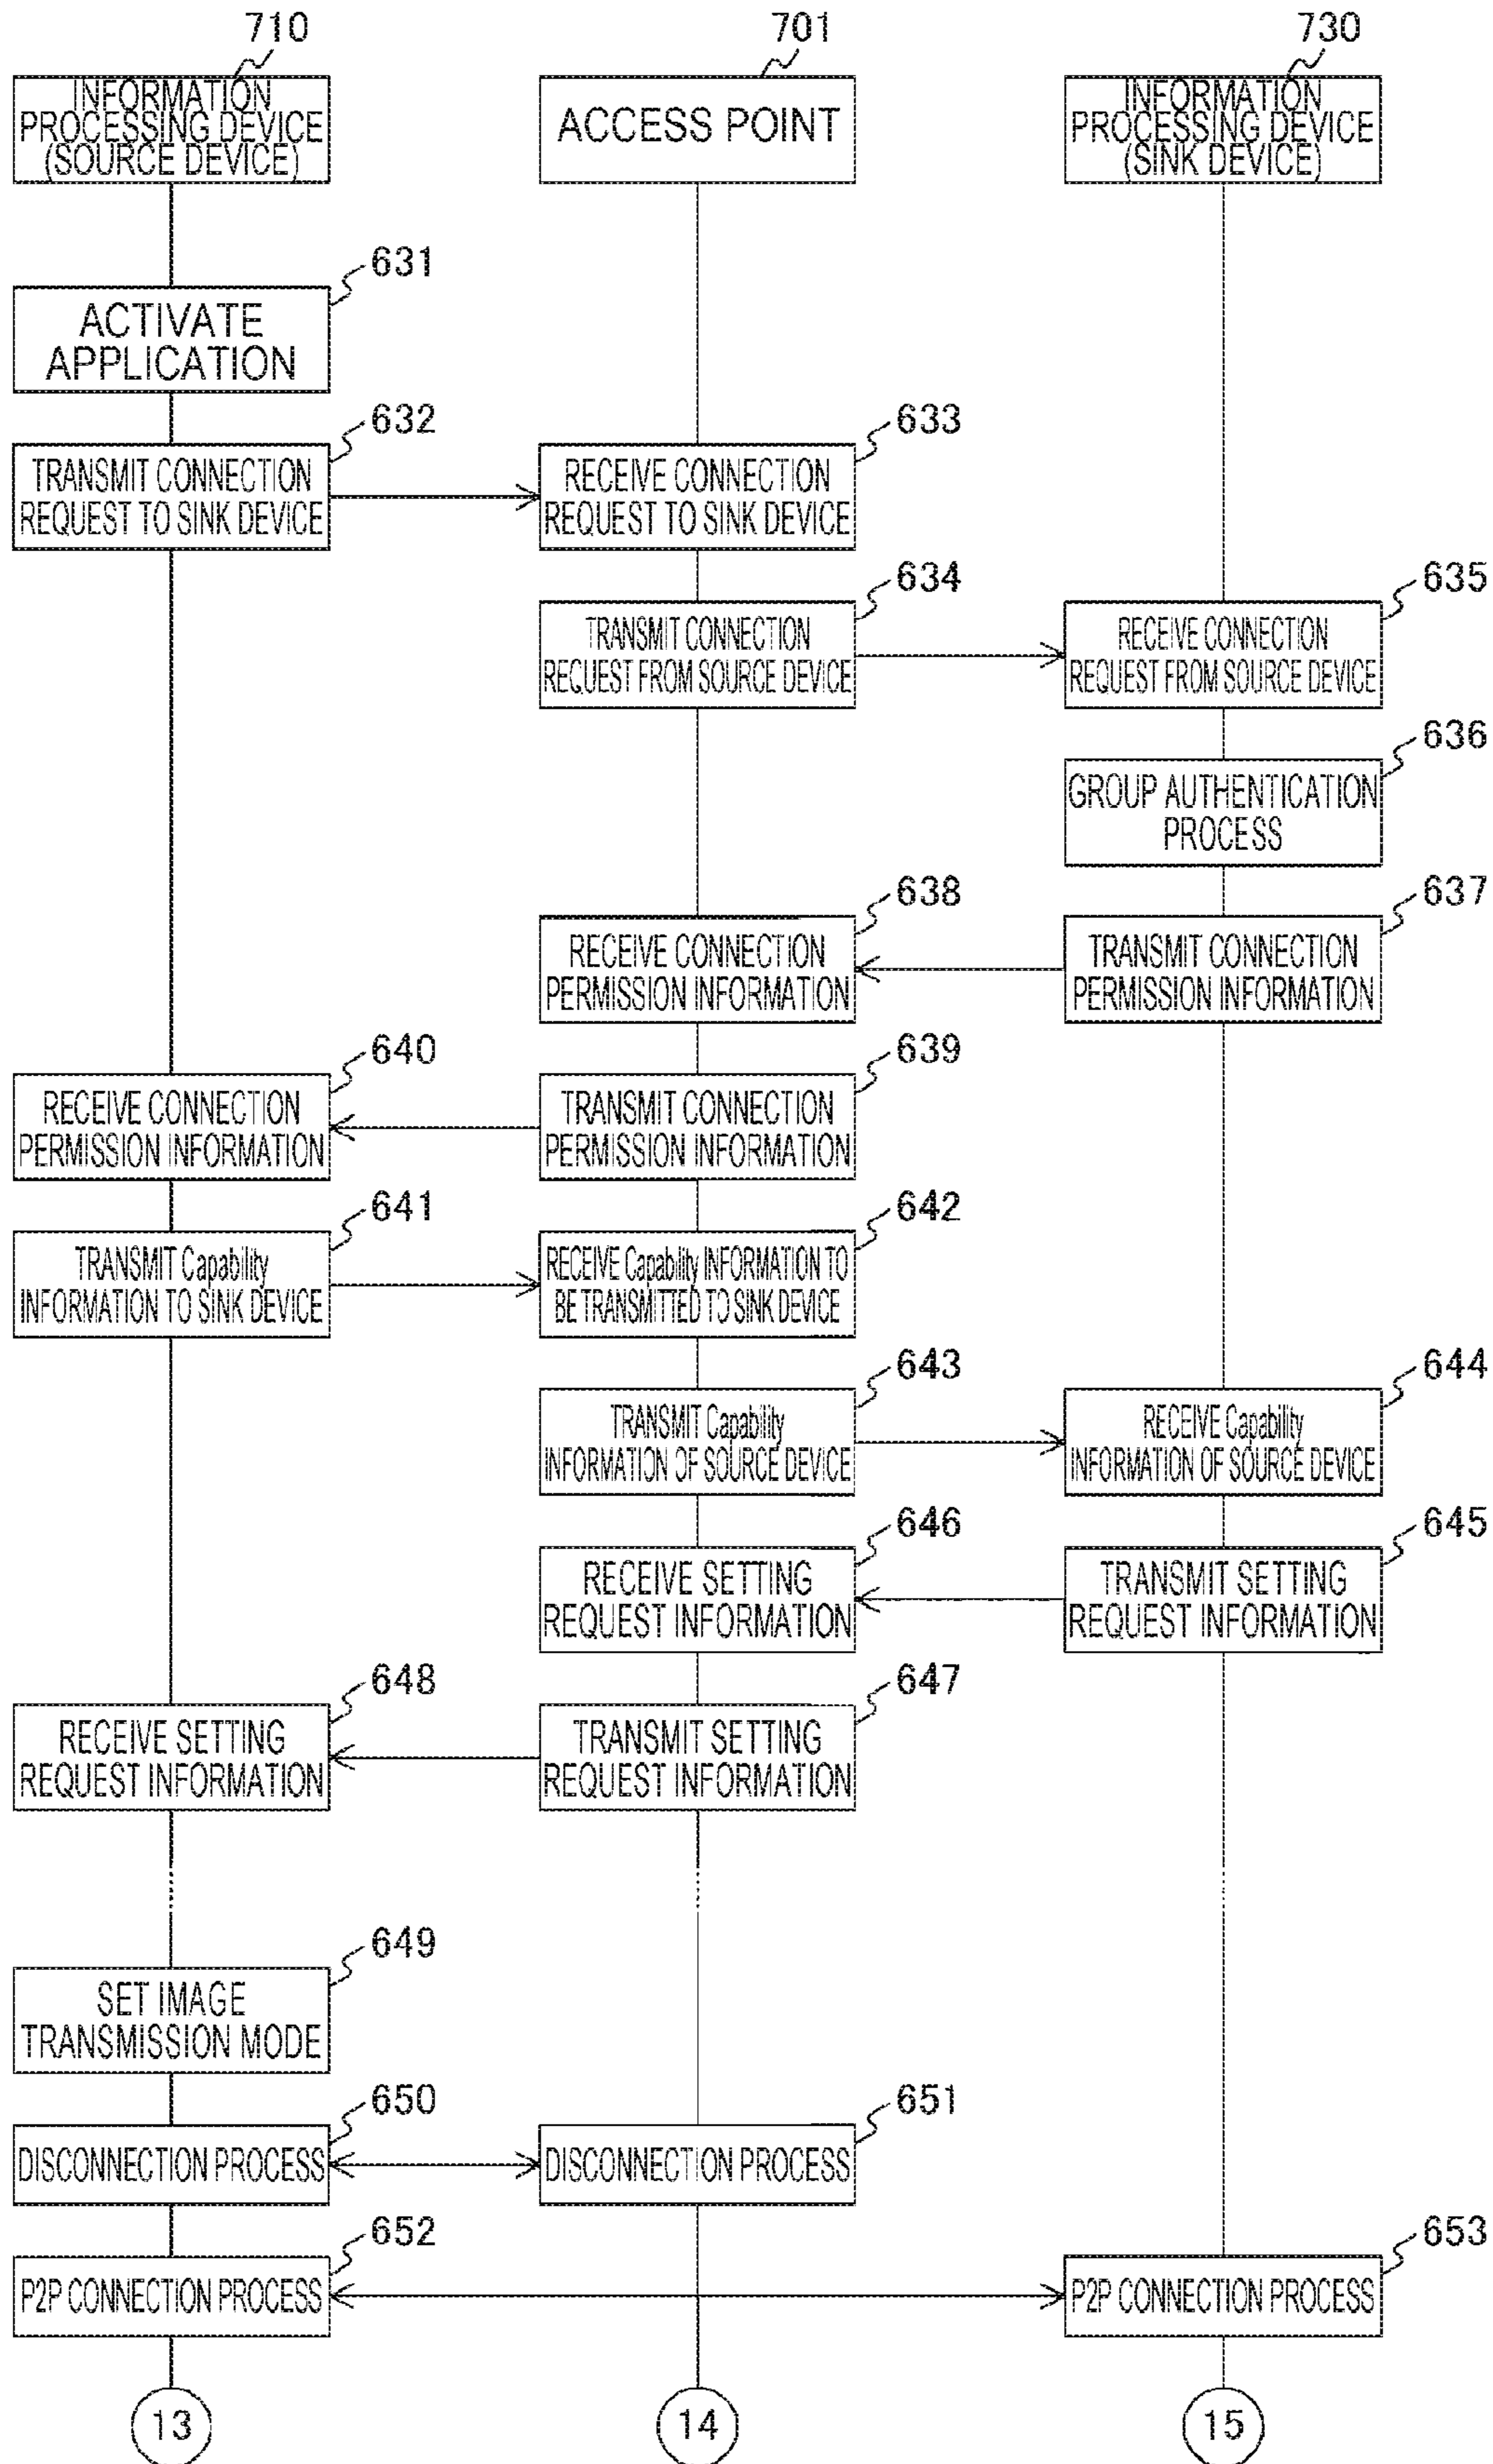 710
701
730
INFORMATION
PROCESSING DEVICE
(SOURCE DEVICE)
ACCESS POINT
INFORMATION
PROCESSING DEVICE
(SINK DEVICE)
631
ACTIVATE
APPLICATION
632
TRANSMIT CONNECTION
REQUEST TO SINK DEVICE
633
RECEIVE CONNECTION
REQUEST TO SINK DEVICE
634
TRANSMIT CONNECTION
REQUEST FROM SOURCE DEVICE
635
RECEIVE CONNECTION
REQUEST FROM SOURCE DEVICE
636
GROUP AUTHENTICATION
PROCESS
638
RECEIVE CONNECTION
PERMISSION INFORMATION
637
TRANSMIT CONNECTION
PERMISSION INFORMATION
640
RECEIVE CONNECTION
PERMISSION INFORMATION
639
TRANSMIT CONNECTION
PERMISSION INFORMATION
641
TRANSMIT Capability
INFORMATION TO SINK DEVICE
642
RECEIVE Capability INFORMATION TO
BE TRANSMITTED TO SINK DEVICE
643
TRANSMIT Capability
INFORMATION OF SOURCE DEVICE
644
RECEIVE Capability
INFORMATION OF SOURCE DEVICE
646
RECEIVE SETTING
REQUEST INFORMATION
645
TRANSMIT SETTING
REQUEST INFORMATION
648
RECEIVE SETTING
REQUEST INFORMATION
647
TRANSMIT SETTING
REQUEST INFORMATION
649
SET IMAGE
TRANSMISSION MODE
650
DISCONNECTION PROCESS
651
DISCONNECTION PROCESS
652
P2P CONNECTION PROCESS
653
P2P CONNECTION PROCESS
13
14
15